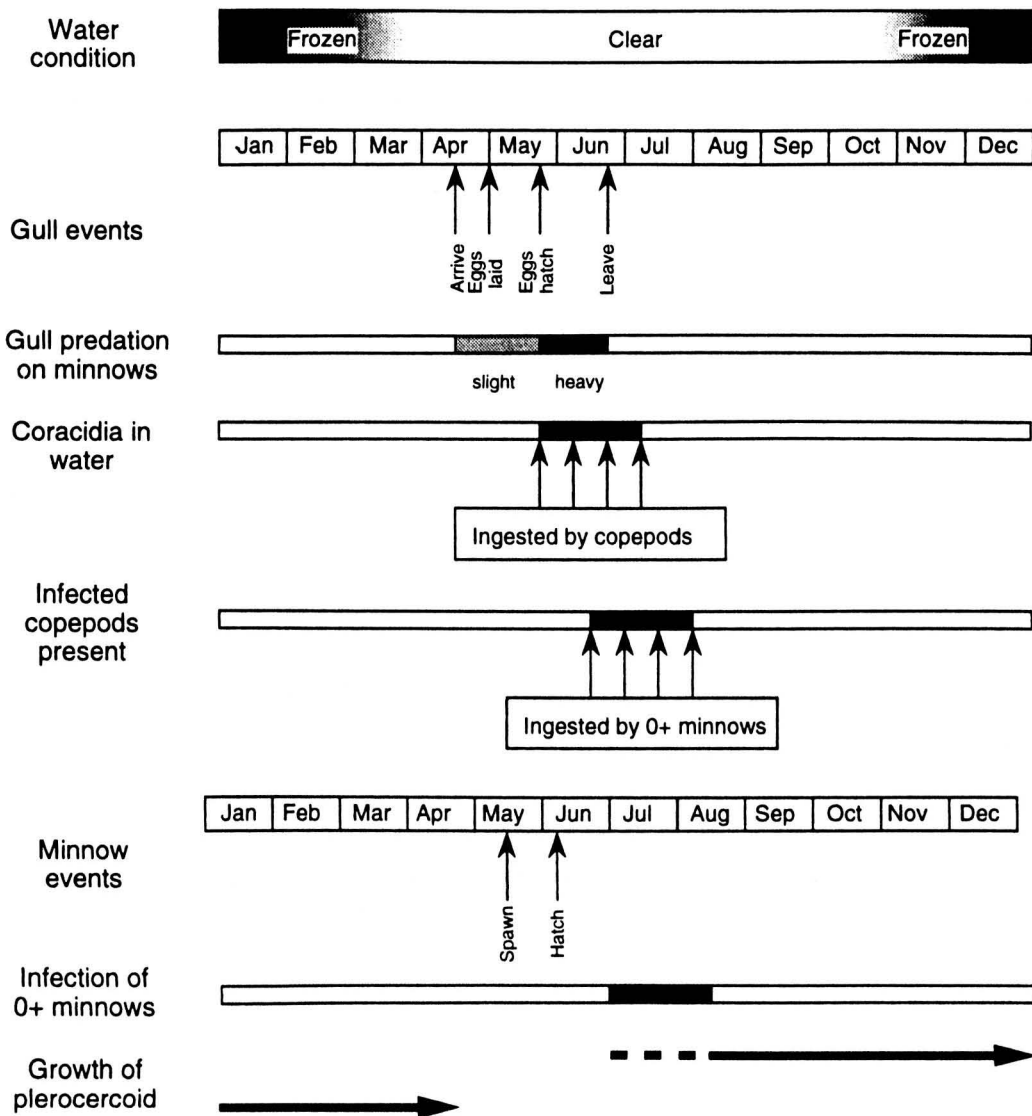 Water
condition
Frozen Clear Frozen
Jan Feb Mar Apr May Jun Jul Aug Sep Oct Nov Dec
Gull events
Arrive
Eggs
laid
Eggs
hatch
Leave
Gull predation
on minnows
slight heavy
Coracidia in
water
Ingested by copepods
Infected
copepods
present
Ingested by 0+ minnows
Jan Feb Mar Apr May Jun Jul Aug Sep Oct Nov Dec
Minnow
events
Spawn
Hatch
Infection of
0+ minnows
Growth of
plerocercoid